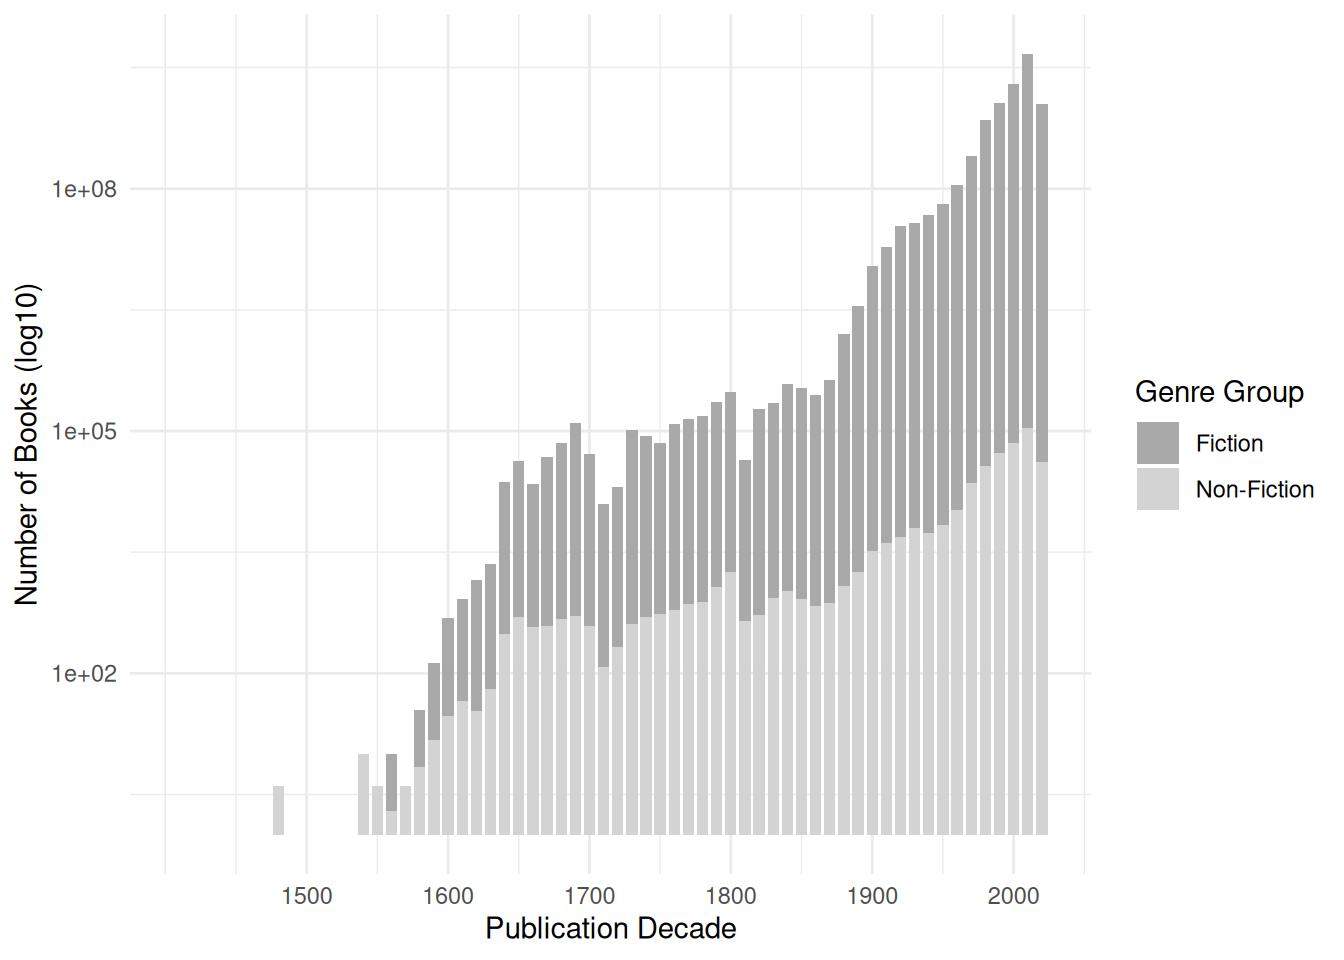 1e+08
1e+05
1e+02
Number of Books (log10)
1500 1600 1700 1800 1900 2000
Publication Decade
Genre Group
Fiction
Non-Fiction